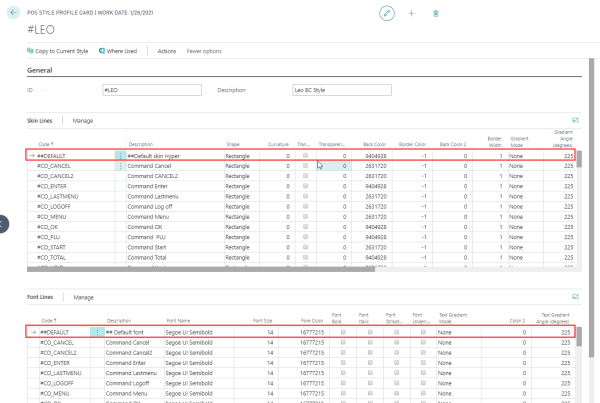 POS STYLE PROFILE CARD | WORK DATE: 1/28/2021
#LEO
Copy to Current Style Where Used Actions Fewer options
General
ID #LEO Description Leo BC Style
Skin Lines Manage
Code ↑ Description Shape Curvature Tran... Transparen... Back Color Border Color Back Color 2 Border Width Gradient Mode Gradient Angle (degrees)
→ ##DEFAULT ##Default skin Hyper Rectangle 0 0 9404928 -1 0 1 None 225
#CO_CANCEL Command Cancel Rectangle 0 0 2631720 -1 0 1 None 225
#CO_CANCEL2 Command CANCEL2 Rectangle 0 0 2631720 -1 0 1 None 225
#CO_ENTER Command Enter Rectangle 0 0 9404928 -1 0 1 None 225
#CO_LASTMENU Command Lastmenu Rectangle 0 0 2631720 -1 0 1 None 225
#CO_LOGOFF Command Log off Rectangle 0 0 2631720 -1 0 1 None 225
#CO_MENU Command Menu Rectangle 0 0 2631720 -1 0 1 None 225
#CO_OK Command OK Rectangle 0 0 9404928 -1 0 1 None 225
#CO_PLU Command PLU Rectangle 0 0 9404928 -1 0 1 None 225
#CO_START Command Start Rectangle 0 0 2631720 -1 0 1 None 225
#CO_TOTAL Command Total Rectangle 0 0 9404928 -1 0 1 None 225
Font Lines Manage
Code ↑ Description Font Name Font Size Fore Color Font Bold Font Italic Font Striket... Font Underl... Text Gradient Mode Color 2 Text Gradient Angle (degrees)
→ ##DEFAULT ## Default font Segoe UI Semibold 14 16777215 None 0 225
#CO_CANCEL Command Cancel Segoe UI Semibold 14 16777215 None 0 225
#CO_CANCEL2 Command Cancel2 Segoe UI Semibold 14 16777215 None 0 225
#CO_ENTER Command Enter Segoe UI Semibold 14 16777215 None 0 225
#CO_LASTMENU Command Lastmenu Segoe UI Semibold 14 16777215 None 0 225
#CO_LOGOFF Command Logoff Segoe UI Semibold 14 16777215 None 0 225
#CO_MENU Command Menu Segoe UI Semibold 14 16777215 None 0 225